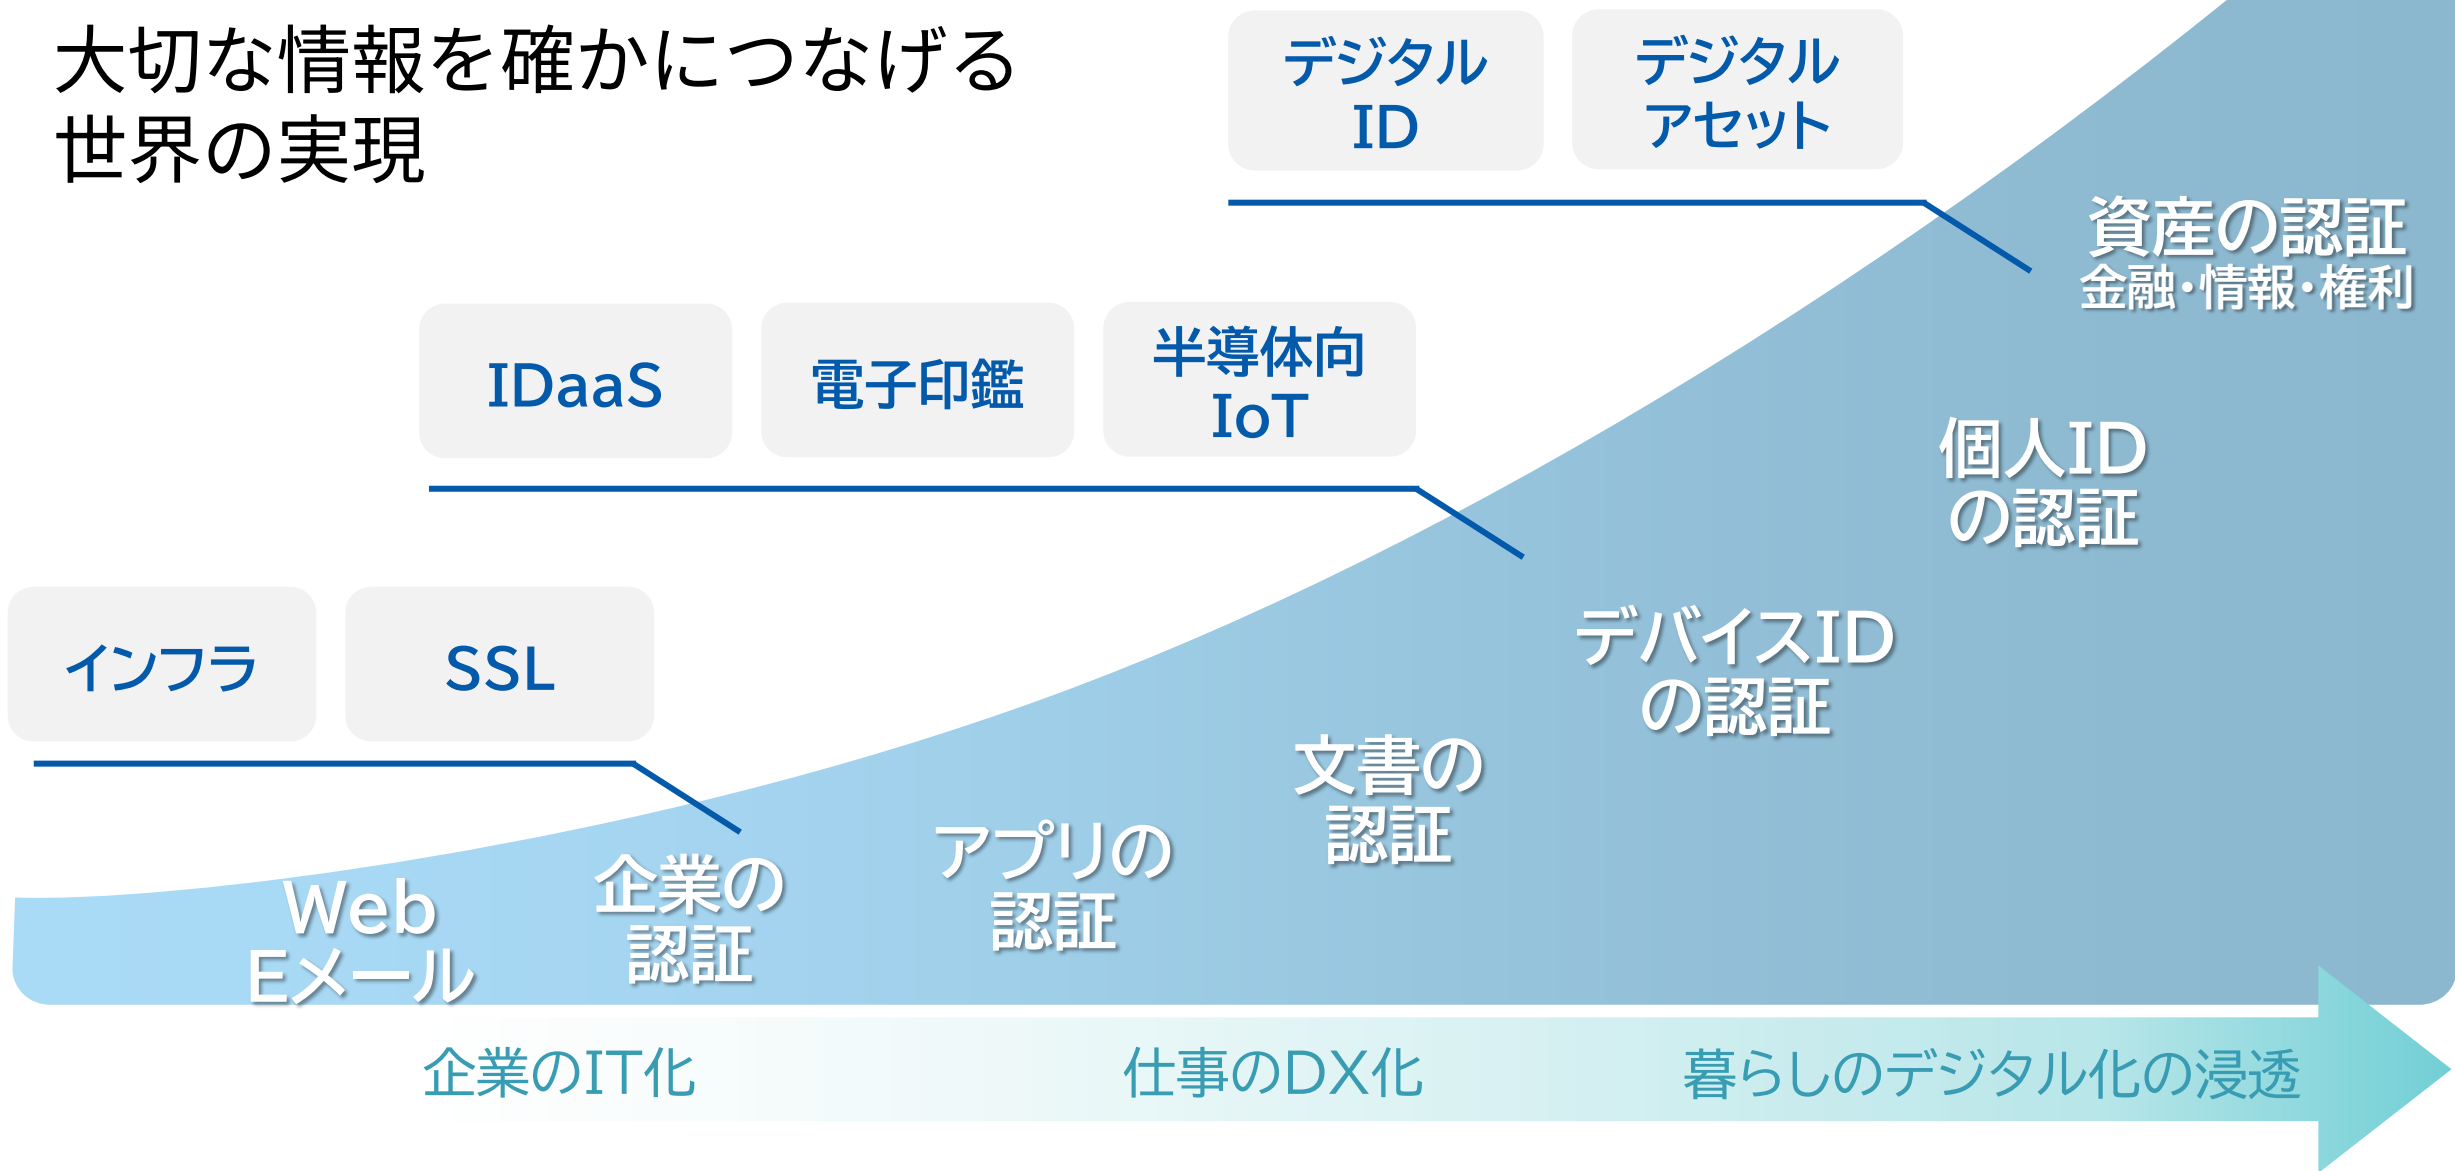 大切な情報を確かにつなげる
世界の実現
デジタル
ID
デジタル
アセット
資産の認証
金融・情報・権利
IDaaS
電子印鑑
半導体向
IoT
個人ID
の認証
インフラ
SSL
デバイスID
の認証
文書の
認証
アプリの
認証
企業の
認証
Web
Eメール
企業のIT化
仕事のDX化
暮らしのデジタル化の浸透